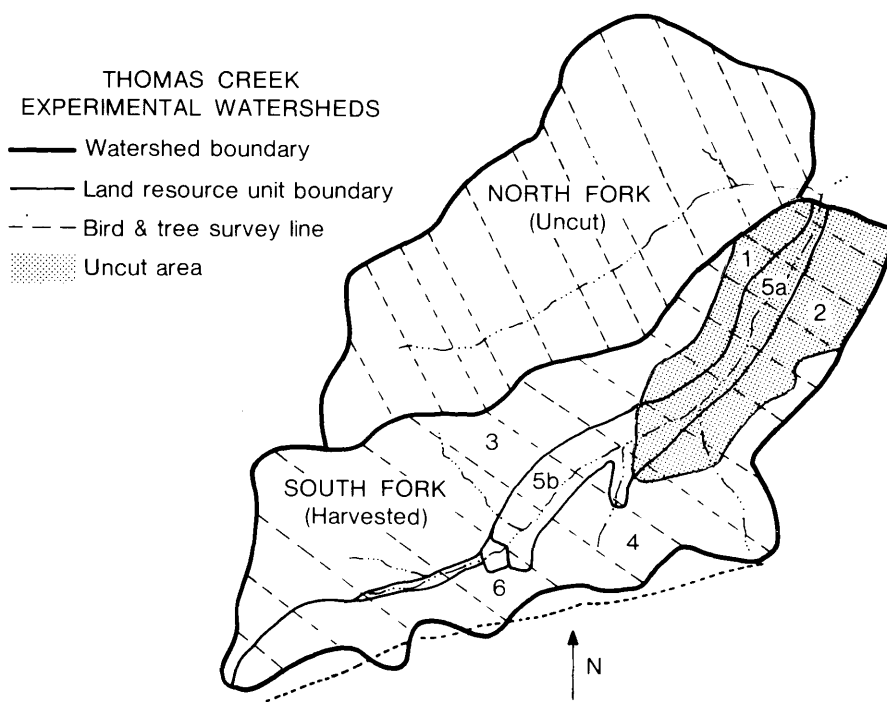 THOMAS CREEK
EXPERIMENTAL WATERSHEDS
Watershed boundary
Land resource unit boundary
Bird & tree survey line
Uncut area
NORTH FORK
(Uncut)
1
5a
2
3
5b
SOUTH FORK
(Harvested)
4
6
N